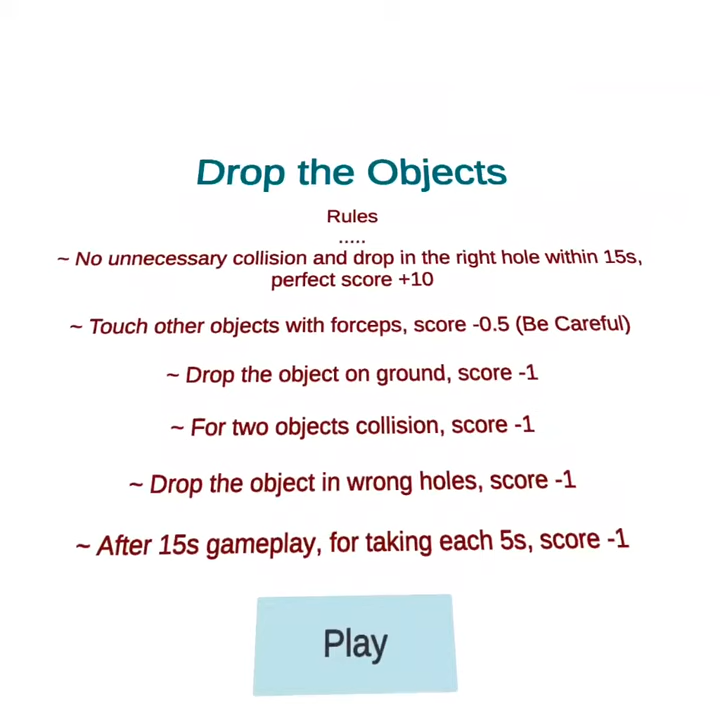 Drop the Objects
Rules
.....
~ No unnecessary collision and drop in the right hole within 15s,
perfect score +10
~ Touch other objects with forceps, score -0.5 (Be Careful)
~ Drop the object on ground, score -1
~ For two objects collision, score -1
~ Drop the object in wrong holes, score -1
~ After 15s gameplay, for taking each 5s, score -1
Play